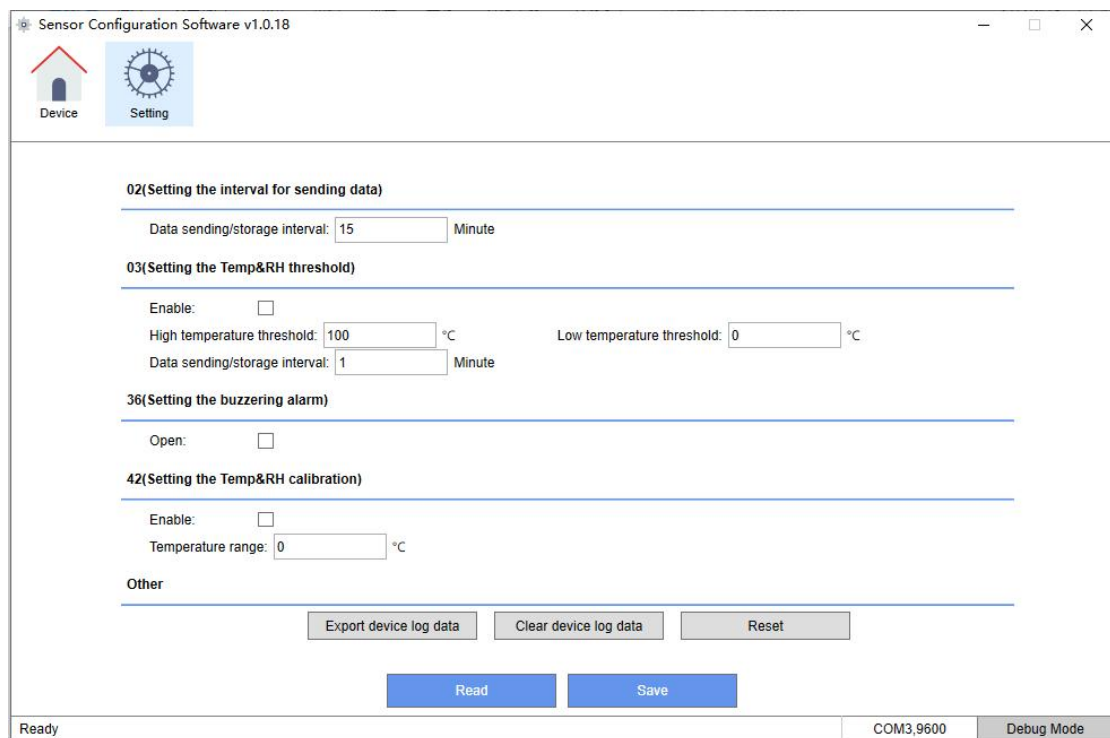 Sensor Configuration Software v1.0.18
Device Setting
02(Setting the interval for sending data)
Data sending/storage interval: 15 Minute
03(Setting the Temp&RH threshold)
Enable:
High temperature threshold: 100 °C Low temperature threshold: 0 °C
Data sending/storage interval: 1 Minute
36(Setting the buzzering alarm)
Open:
42(Setting the Temp&RH calibration)
Enable:
Temperature range: 0 °C
Other
Export device log data Clear device log data Reset
Read Save
Ready COM3,9600 Debug Mode